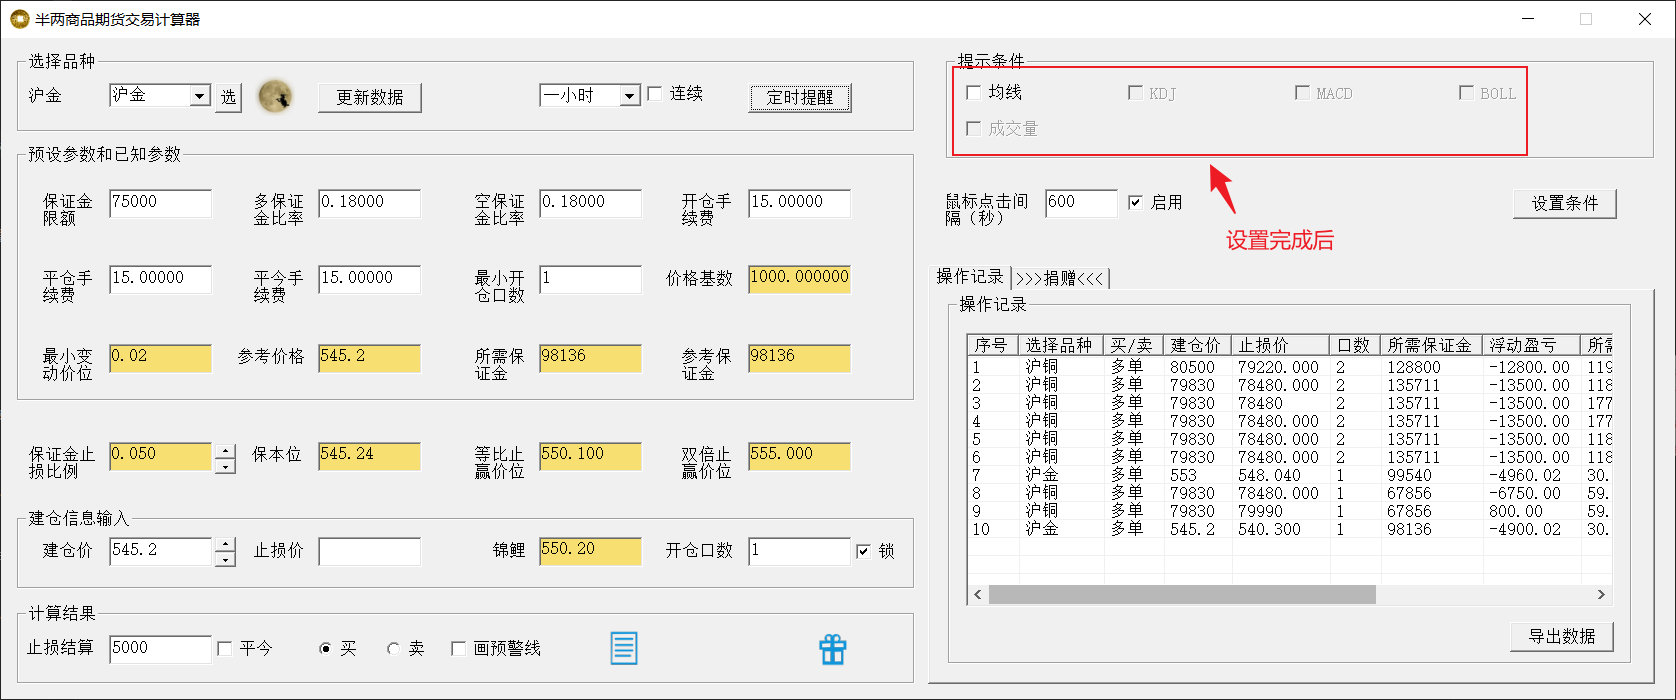 半两商品期货交易计算器
选择品种
沪金 沪金 选 更新数据 一小时 连续 定时提醒
预设参数和已知参数
保证金限额 75000 多保证金比率 0.18000 空保证金比率 0.18000 开仓手续费 15.00000
平仓手续费 15.00000 平今手续费 15.00000 最小开仓口数 1 价格基数 1000.000000
最小变动价位 0.02 参考价格 545.2 所需保证金 98136 参考保证金 98136
保证金止损比例 0.050 保本位 545.24 等比止赢价位 550.100 双倍止赢价位 555.000
建仓信息输入
建仓价 545.2 止损价 锦鲤 550.20 开仓口数 1 锁
计算结果
止损结算 5000 平今 买 卖 画预警线
提示条件
均线 KDJ MACD BOLL
成交量
鼠标点击间隔（秒） 600 启用 设置条件
设置完成后
操作记录 >>>捐赠<<<
操作记录
序号 选择品种 买/卖 建仓价 止损价 口数 所需保证金 浮动盈亏 所需
1 沪铜 多单 80500 79220.000 2 128800 -12800.00 119
2 沪铜 多单 79830 78480.000 2 135711 -13500.00 118
3 沪铜 多单 79830 78480 2 135711 -13500.00 177
4 沪铜 多单 79830 78480.000 2 135711 -13500.00 177
5 沪铜 多单 79830 78480.000 2 135711 -13500.00 118
6 沪铜 多单 79830 78480.000 2 135711 -13500.00 118
7 沪金 多单 553 548.040 1 99540 -4960.02 30.
8 沪铜 多单 79830 78480.000 1 67856 -6750.00 59.
9 沪铜 多单 79830 79990 1 67856 800.00 59.
10 沪金 多单 545.2 540.300 1 98136 -4900.02 30.
导出数据